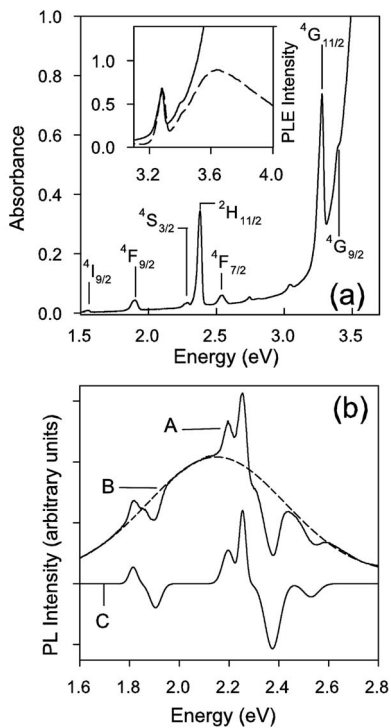 1.0
0.8
0.6
0.4
0.2
0.0
Absorbance
1.0
0.5
0.0
3.2 3.6 4.0
PLE Intensity
⁴G₁₁/₂
⁴S₃/₂
²H₁₁/₂
⁴I₉/₂
⁴F₉/₂
⁴F₇/₂
⁴G₉/₂
(a)
1.5 2.0 2.5 3.0 3.5
Energy (eV)
(b)
PL Intensity (arbitrary units)
A
B
C
1.6 1.8 2.0 2.2 2.4 2.6 2.8
Energy (eV)